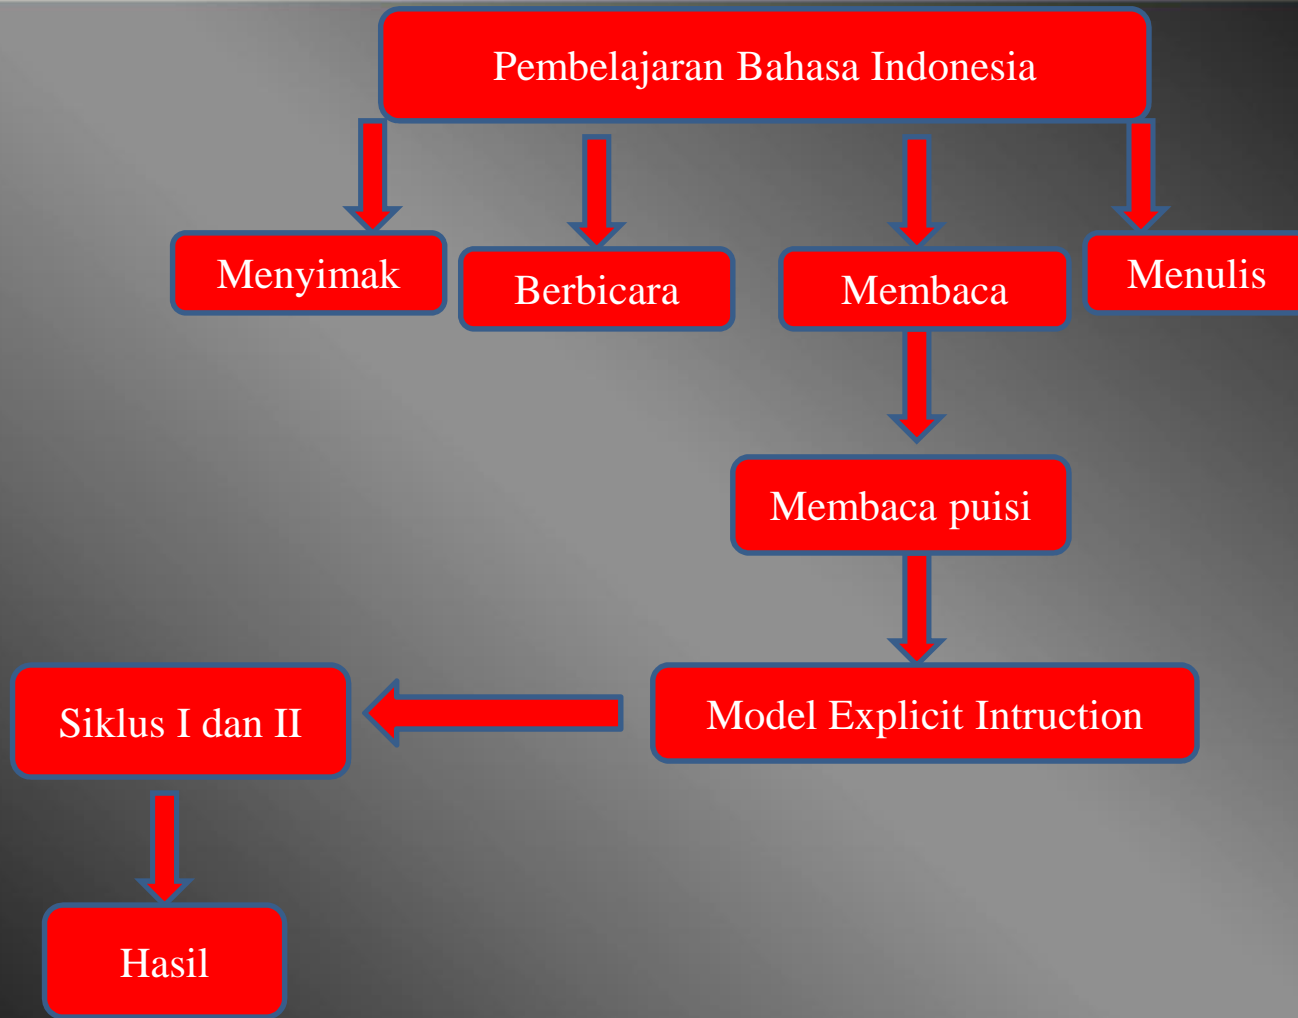 Pembelajaran Bahasa Indonesia
Menyimak
Berbicara
Membaca
Menulis
Membaca puisi
Model Explicit Intruction
Siklus I dan II
Hasil